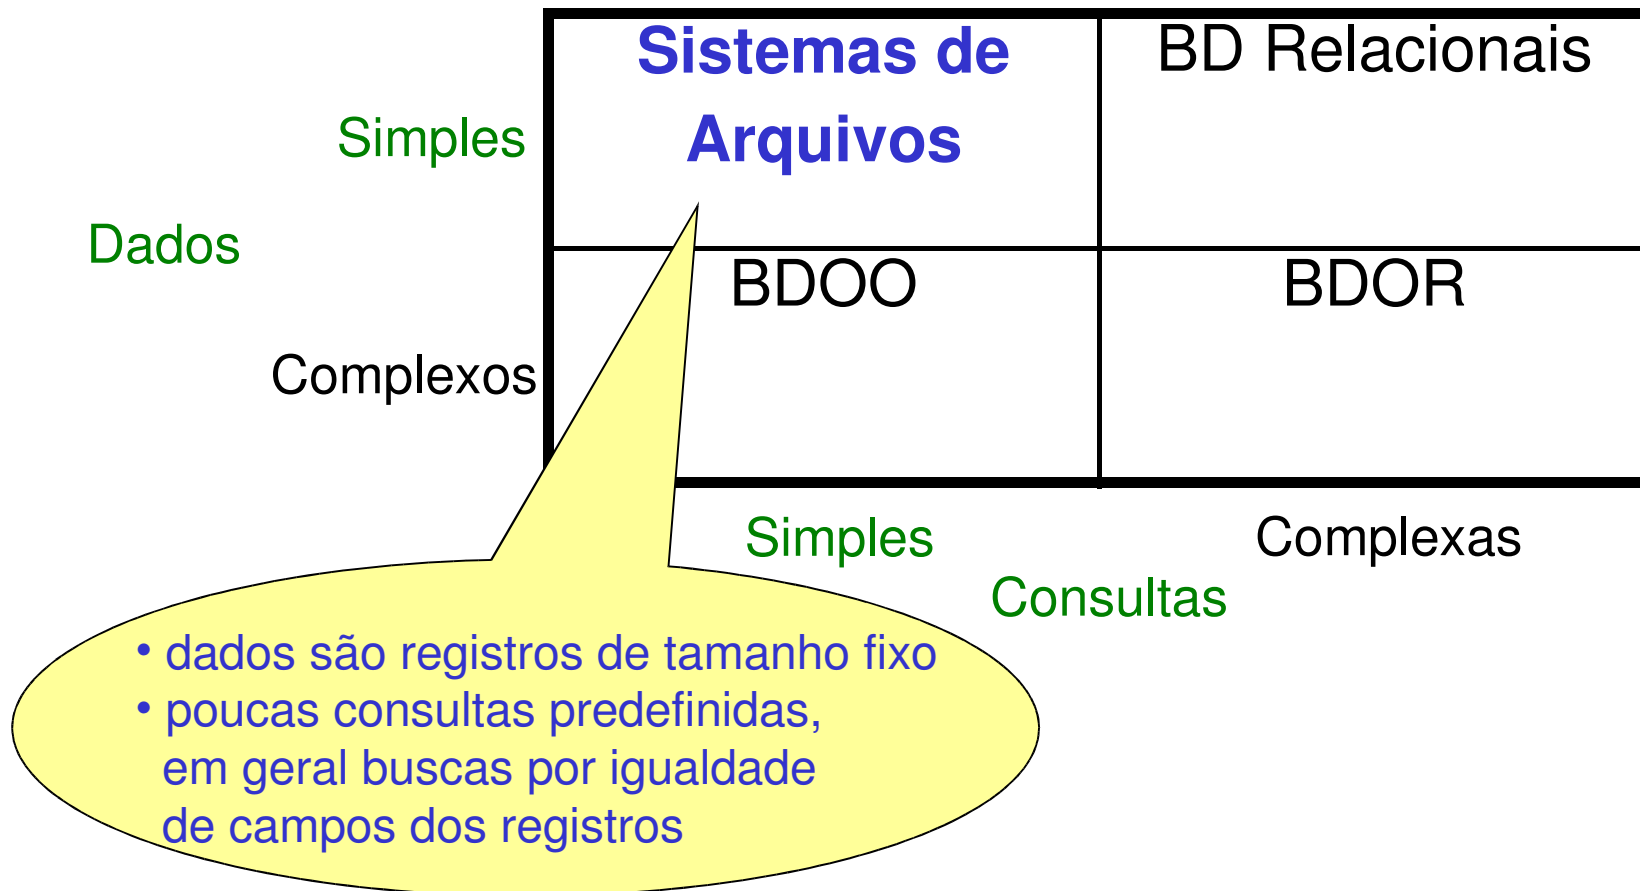 Sistemas de
Arquivos
BD Relacionais
Simples
Dados
BDOO
BDOR
Complexos
Simples
Complexas
Consultas
• dados são registros de tamanho fixo
• poucas consultas predefinidas,
em geral buscas por igualdade
de campos dos registros